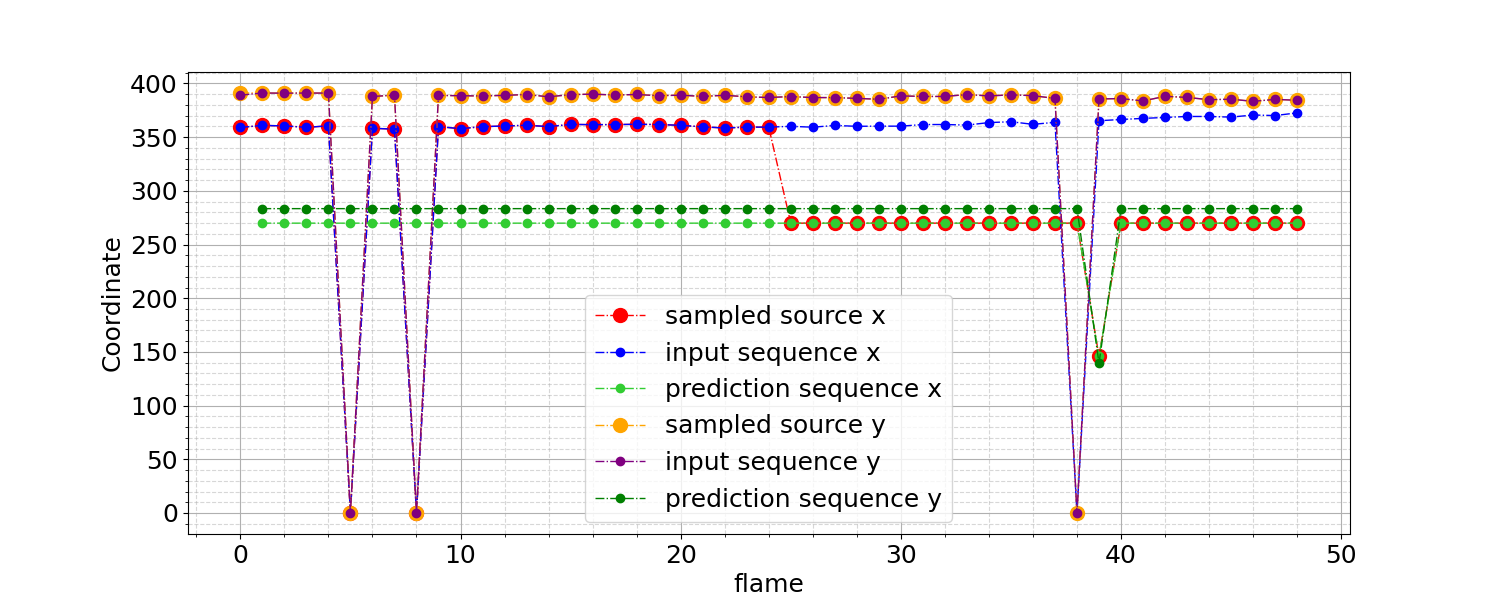 400
350
300
250
200
150
100
50
0
Coordinate
sampled source x
input sequence x
prediction sequence x
sampled source y
input sequence y
prediction sequence y
0 10 20 30 40 50
flame